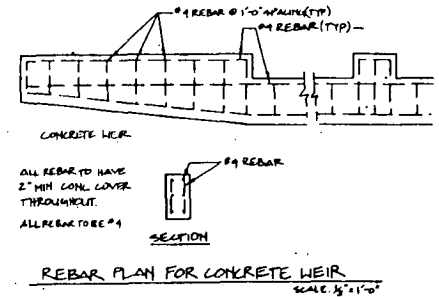 #4 REBAR @ 1'-0" SPACING (TYP)
#4 REBAR (TYP)
CONCRETE WEIR
ALL REBAR TO HAVE
2" MIN CONC COVER
THROUGHOUT.
ALL REBAR TO BE #4
#4 REBAR
SECTION
REBAR PLAN FOR CONCRETE WEIR
SCALE: ½" = 1'-0"